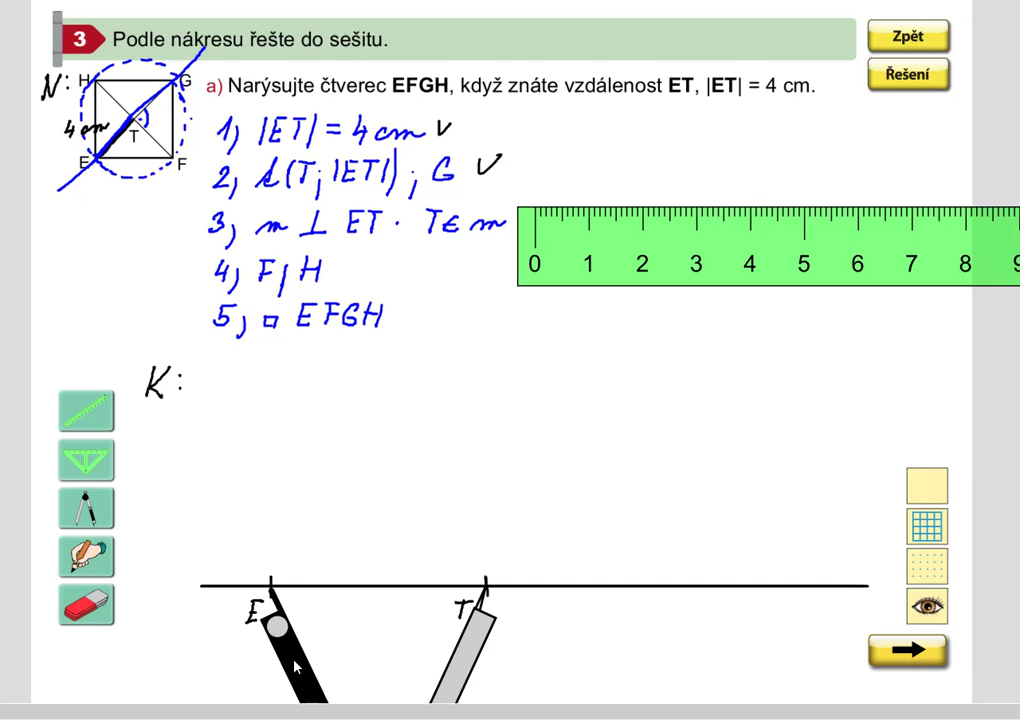 3 Podle nákresu řešte do sešitu.
Zpět
Řešení
a) Narýsujte čtverec EFGH, když znáte vzdálenost ET, |ET| = 4 cm.
N:
H G
4 cm
T
E F
1) |ET| = 4 cm √
2) k(T; |ET|) ; G √
3) m ⊥ ET · T ∈ m
4) F, H
5) □ EFGH
0 1 2 3 4 5 6 7 8 9
K:
E T